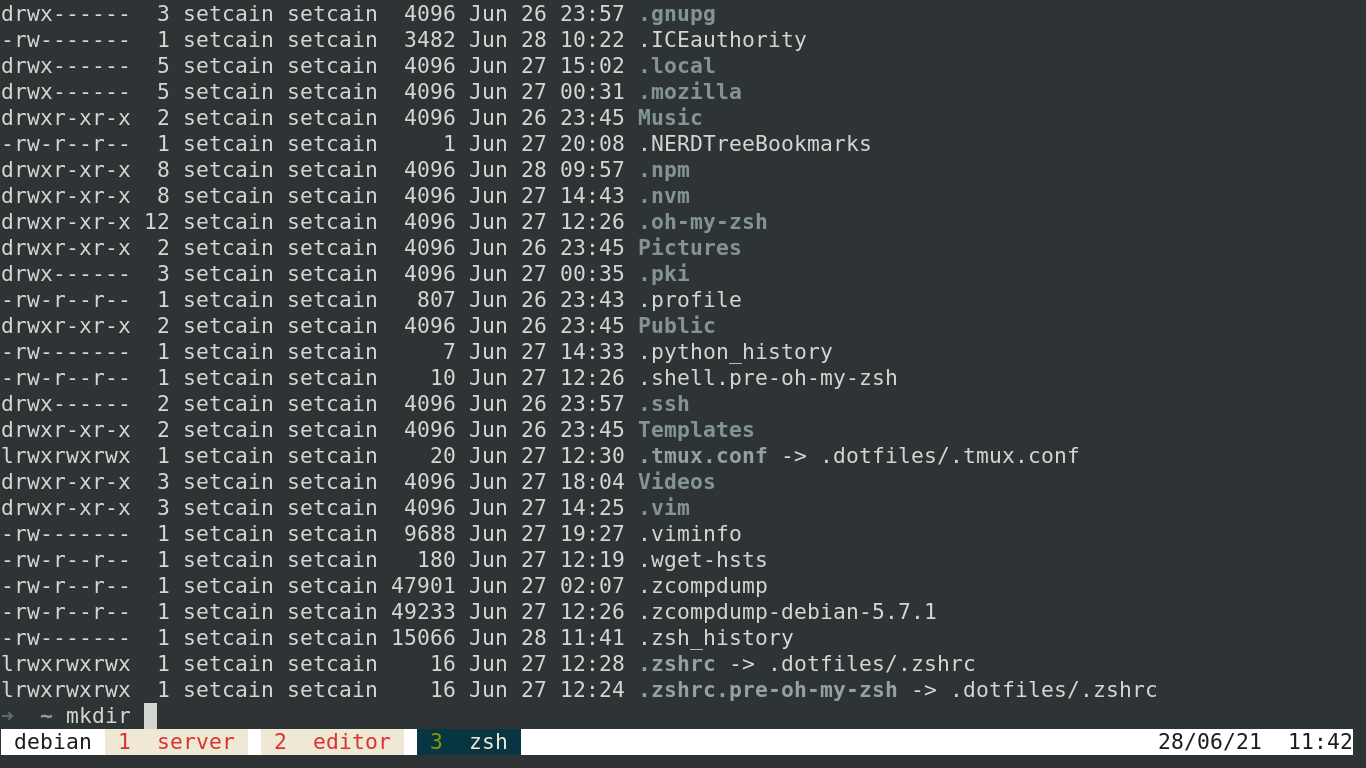 drwx------  3 setcain setcain  4096 Jun 26 23:57 .gnupg
-rw-------  1 setcain setcain  3482 Jun 28 10:22 .ICEauthority
drwx------  5 setcain setcain  4096 Jun 27 15:02 .local
drwx------  5 setcain setcain  4096 Jun 27 00:31 .mozilla
drwxr-xr-x  2 setcain setcain  4096 Jun 26 23:45 Music
-rw-r--r--  1 setcain setcain     1 Jun 27 20:08 .NERDTreeBookmarks
drwxr-xr-x  8 setcain setcain  4096 Jun 28 09:57 .npm
drwxr-xr-x  8 setcain setcain  4096 Jun 27 14:43 .nvm
drwxr-xr-x 12 setcain setcain  4096 Jun 27 12:26 .oh-my-zsh
drwxr-xr-x  2 setcain setcain  4096 Jun 26 23:45 Pictures
drwx------  3 setcain setcain  4096 Jun 27 00:35 .pki
-rw-r--r--  1 setcain setcain   807 Jun 26 23:43 .profile
drwxr-xr-x  2 setcain setcain  4096 Jun 26 23:45 Public
-rw-------  1 setcain setcain     7 Jun 27 14:33 .python_history
-rw-r--r--  1 setcain setcain    10 Jun 27 12:26 .shell.pre-oh-my-zsh
drwx------  2 setcain setcain  4096 Jun 26 23:57 .ssh
drwxr-xr-x  2 setcain setcain  4096 Jun 26 23:45 Templates
lrwxrwxrwx  1 setcain setcain    20 Jun 27 12:30 .tmux.conf -> .dotfiles/.tmux.conf
drwxr-xr-x  3 setcain setcain  4096 Jun 27 18:04 Videos
drwxr-xr-x  3 setcain setcain  4096 Jun 27 14:25 .vim
-rw-------  1 setcain setcain  9688 Jun 27 19:27 .viminfo
-rw-r--r--  1 setcain setcain   180 Jun 27 12:19 .wget-hsts
-rw-r--r--  1 setcain setcain 47901 Jun 27 02:07 .zcompdump
-rw-r--r--  1 setcain setcain 49233 Jun 27 12:26 .zcompdump-debian-5.7.1
-rw-------  1 setcain setcain 15066 Jun 28 11:41 .zsh_history
lrwxrwxrwx  1 setcain setcain    16 Jun 27 12:28 .zshrc -> .dotfiles/.zshrc
lrwxrwxrwx  1 setcain setcain    16 Jun 27 12:24 .zshrc.pre-oh-my-zsh -> .dotfiles/.zshrc
➜  ~ mkdir
debian  1  server   2  editor   3  zsh  28/06/21  11:42